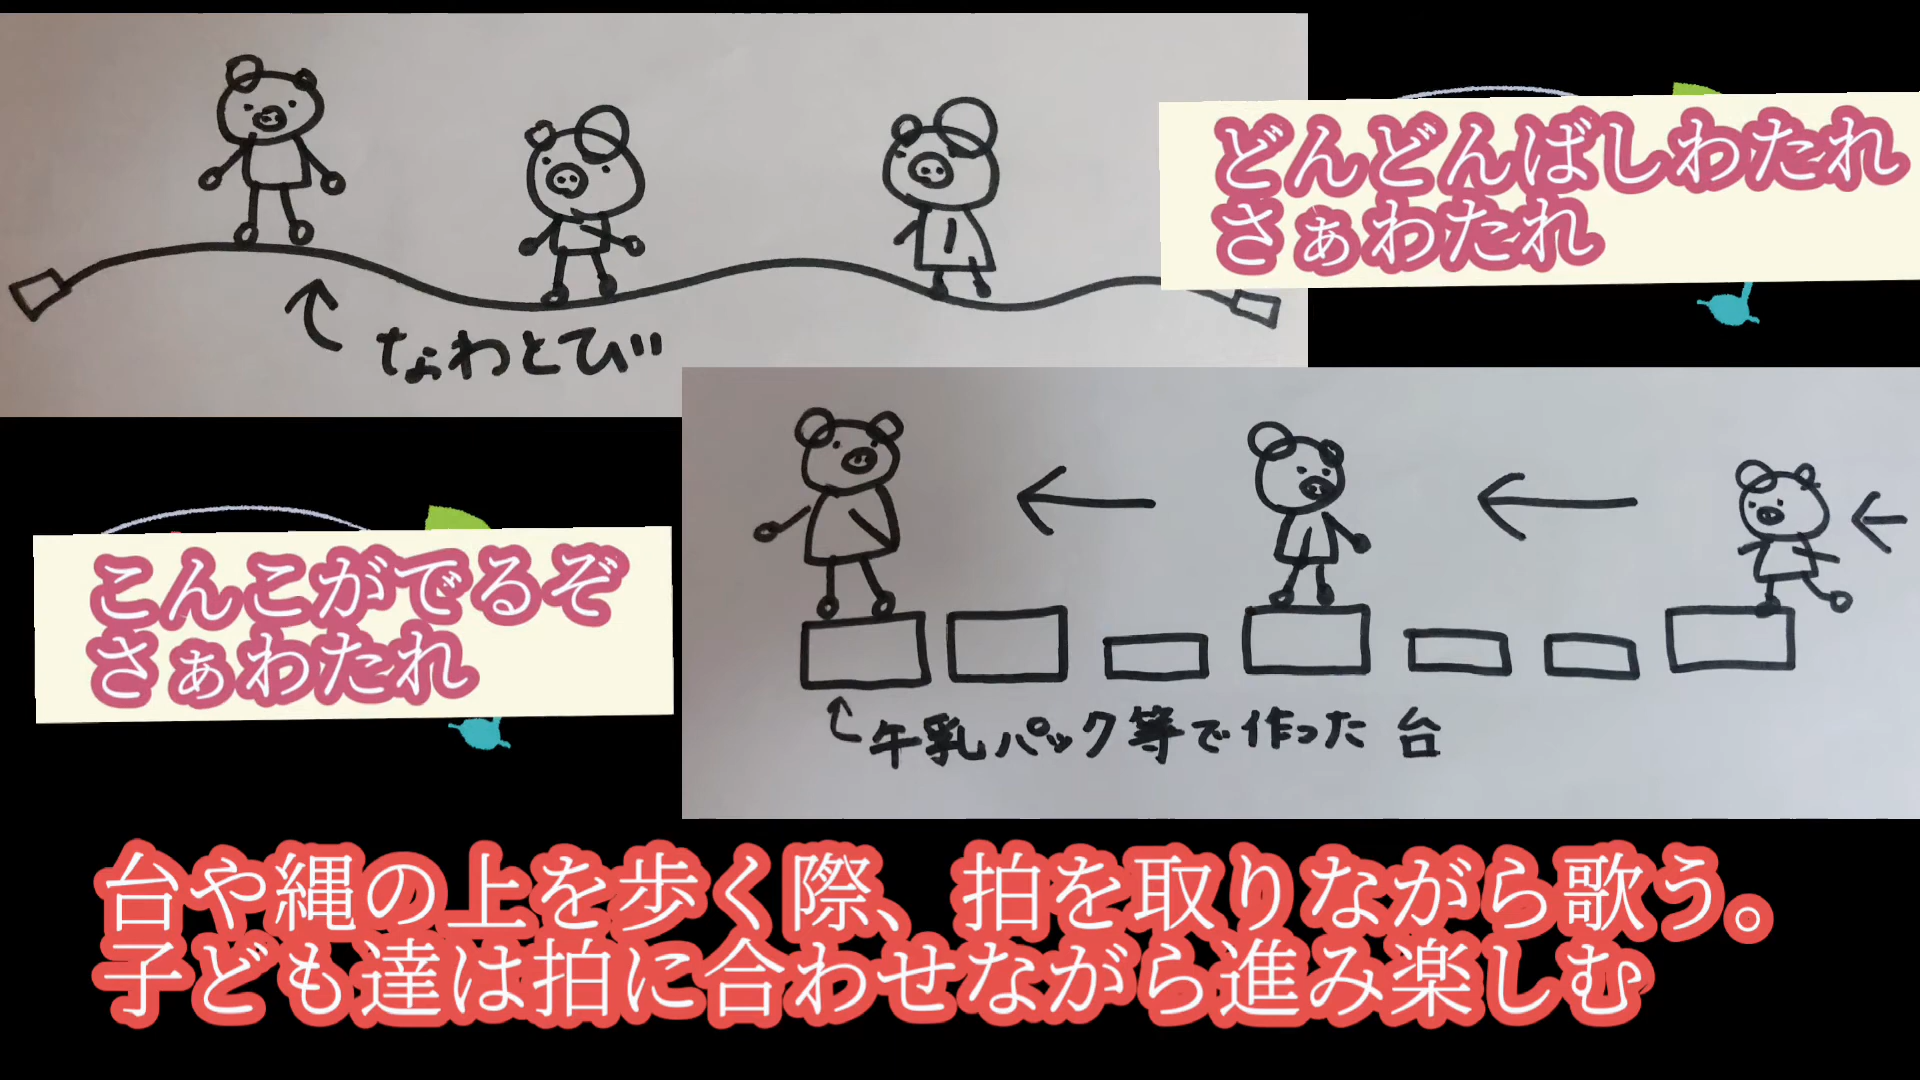 どんどんばしわたれ
さぁわたれ
なわとび
こんこがでるぞ
さぁわたれ
牛乳パック等で作った台
台や縄の上を歩く際、拍を取りながら歌う。
子ども達は拍に合わせながら進み楽しむ